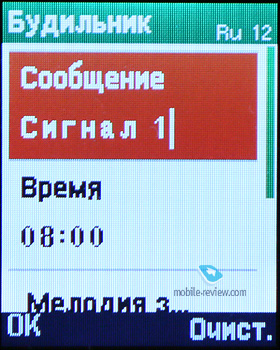 Будильник
Ru 12
Сообщение
Сигнал 1
Время
08:00
mobile-review.com
Мелодия з...
OK
Очист.